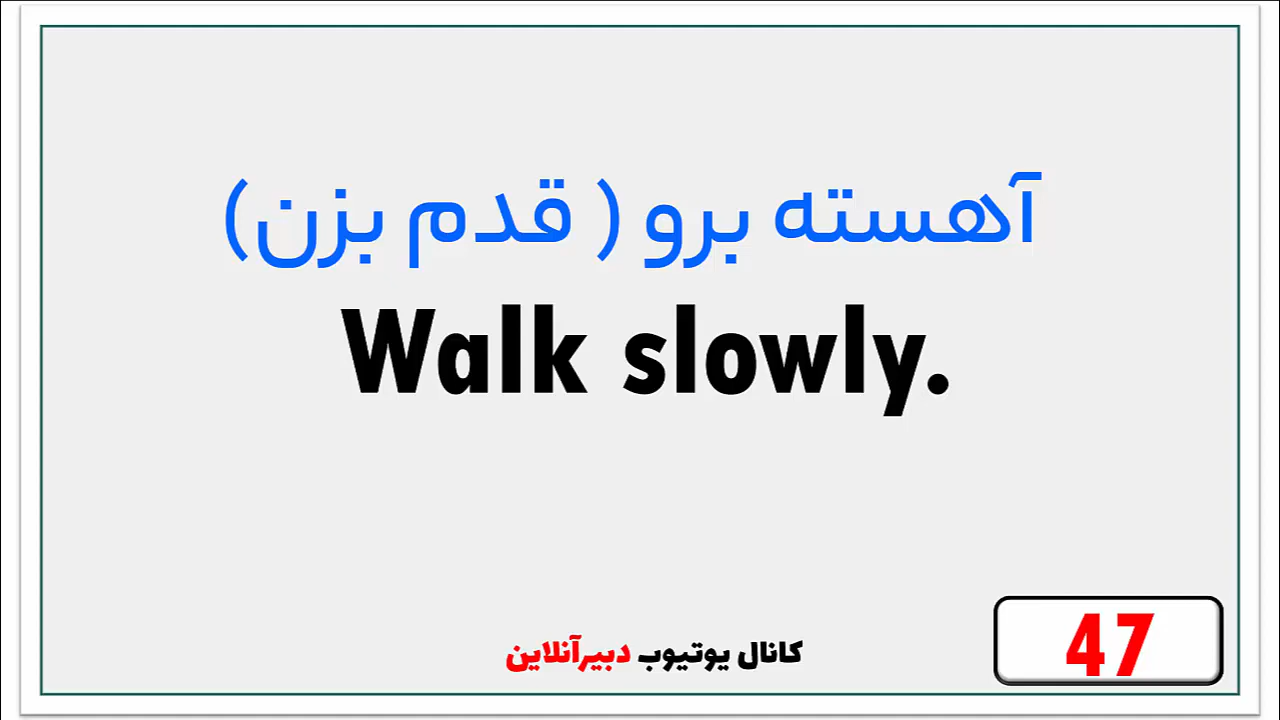 آهسته برو ( قدم بزن)
Walk slowly.
کانال یوتیوب دبیرآنلاین
47